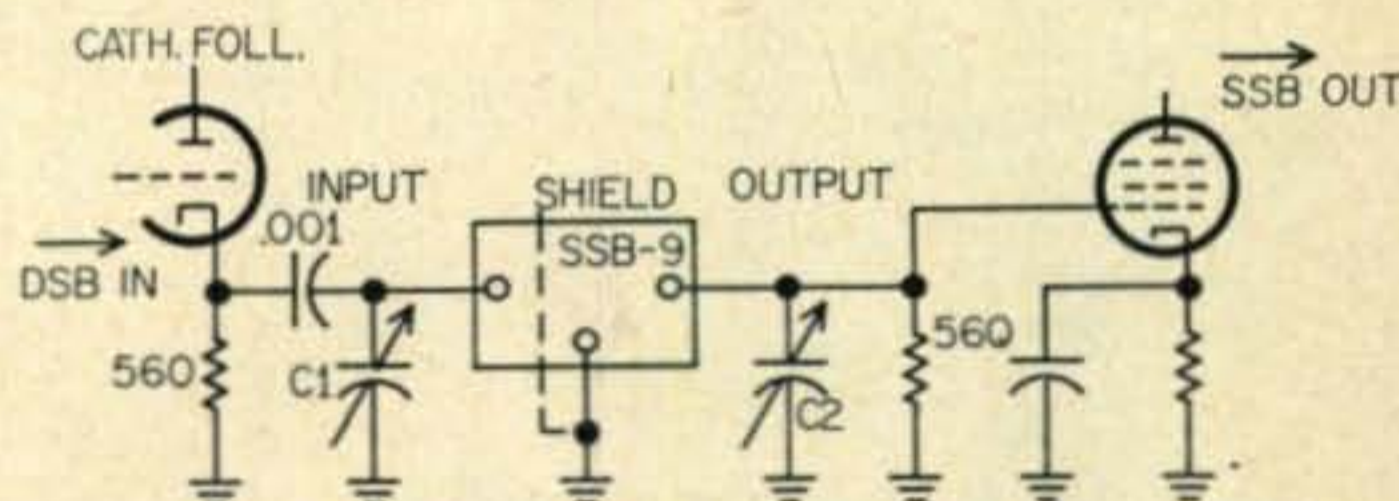 CATH. FOLL.
SSB OUT
INPUT
SHIELD
OUTPUT
.001
SSB-9
DSB IN
560
C1
560
C2